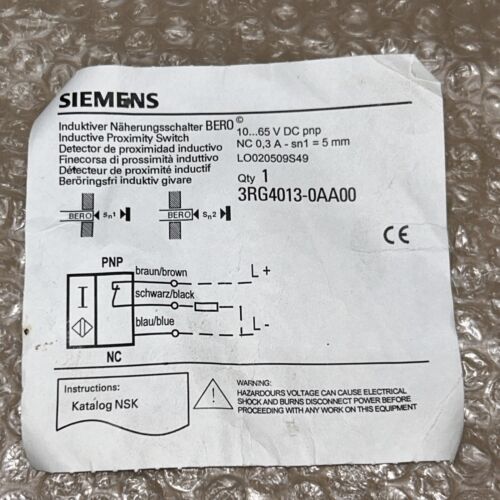 SIEMENS
Induktiver Näherungsschalter BERO©
Inductive Proximity Switch
Detector de proximidad inductivo
Finecorsa di prossimità induttivo
Détecteur de proximité inductif
Beröringsfri induktiv givare
10...65 V DC pnp
NC 0,3 A - sn1 = 5 mm
LO020509S49
Qty 1
3RG4013-0AA00
BERO Sn1
BERO Sn2
CE
PNP
braun/brown L+
schwarz/black
I
blau/blue L-
NC
Instructions:
Katalog NSK
WARNING:
HAZARDOURS VOLTAGE CAN CAUSE ELECTRICAL
SHOCK AND BURNS DISCONNECT POWER BEFORE
PROCEEDING WITH ANY WORK ON THIS EQUIPMENT